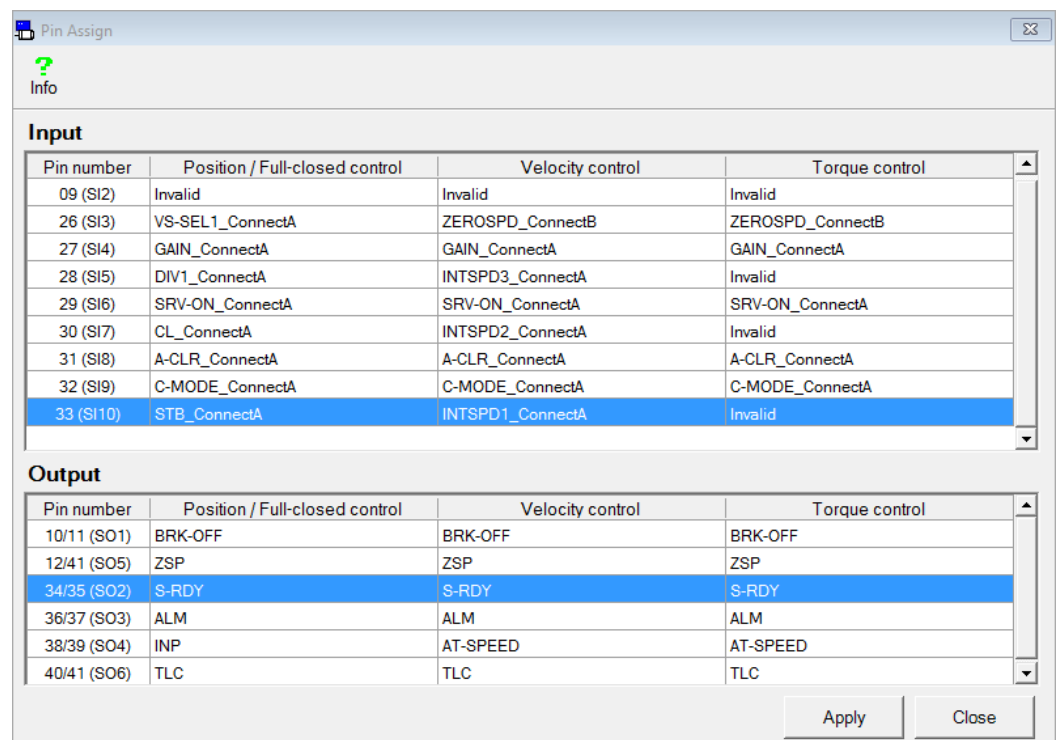 Pin Assign
?
Info
Input
Pin number Position / Full-closed control Velocity control Torque control
09 (SI2) Invalid Invalid Invalid
26 (SI3) VS-SEL1_ConnectA ZEROSPD_ConnectB ZEROSPD_ConnectB
27 (SI4) GAIN_ConnectA GAIN_ConnectA GAIN_ConnectA
28 (SI5) DIV1_ConnectA INTSPD3_ConnectA Invalid
29 (SI6) SRV-ON_ConnectA SRV-ON_ConnectA SRV-ON_ConnectA
30 (SI7) CL_ConnectA INTSPD2_ConnectA Invalid
31 (SI8) A-CLR_ConnectA A-CLR_ConnectA A-CLR_ConnectA
32 (SI9) C-MODE_ConnectA C-MODE_ConnectA C-MODE_ConnectA
33 (SI10) STB_ConnectA INTSPD1_ConnectA Invalid
Output
Pin number Position / Full-closed control Velocity control Torque control
10/11 (SO1) BRK-OFF BRK-OFF BRK-OFF
12/41 (SO5) ZSP ZSP ZSP
34/35 (SO2) S-RDY S-RDY S-RDY
36/37 (SO3) ALM ALM ALM
38/39 (SO4) INP AT-SPEED AT-SPEED
40/41 (SO6) TLC TLC TLC
Apply Close